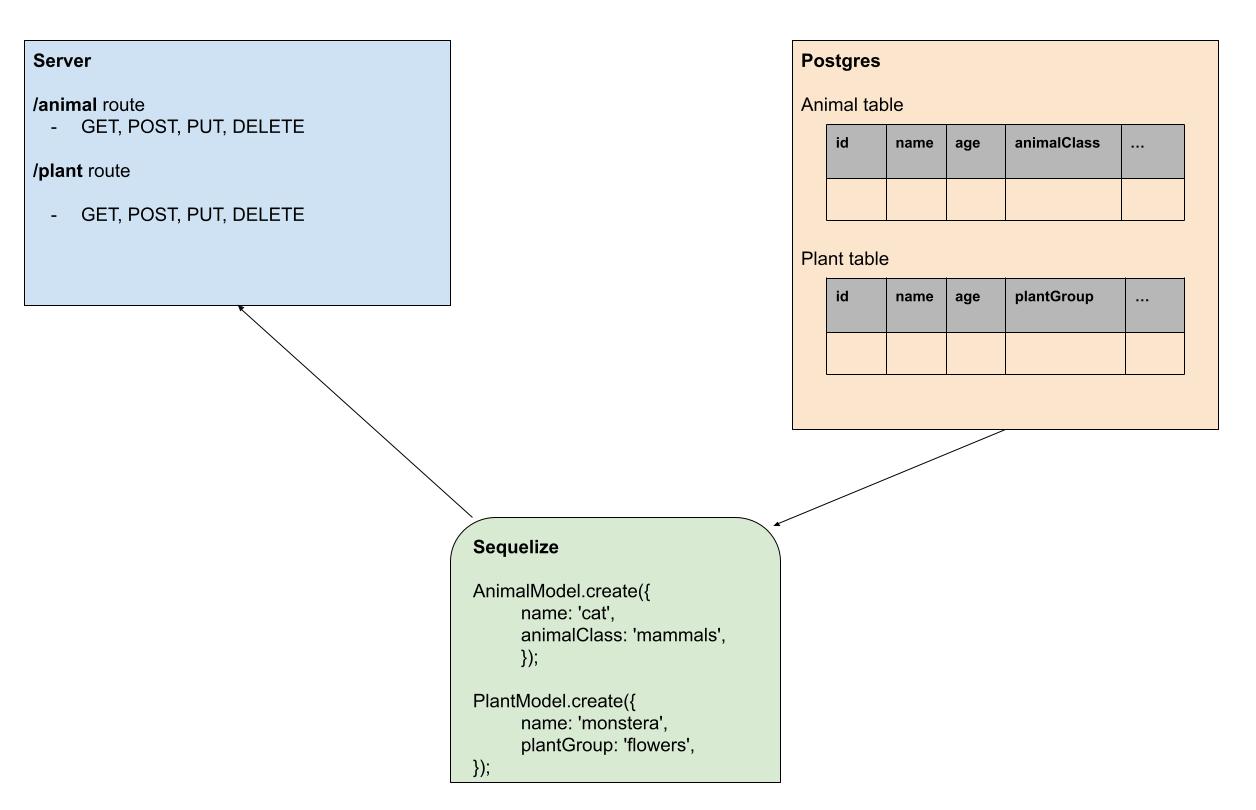 Server
/animal route
- GET, POST, PUT, DELETE
/plant route
- GET, POST, PUT, DELETE
Postgres
Animal table
id name age animalClass ...
Plant table
id name age plantGroup ...
Sequelize
AnimalModel.create({
name: 'cat',
animalClass: 'mammals',
});
PlantModel.create({
name: 'monstera',
plantGroup: 'flowers',
});